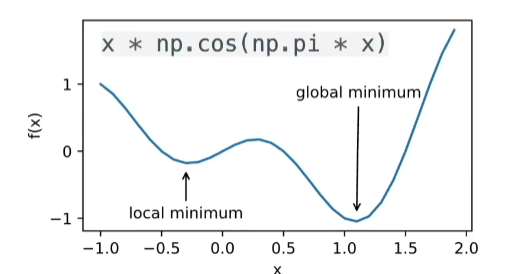 x * np.cos(np.pi * x)
global minimum
1
f(x)
0
local minimum
−1
−1.0 −0.5 0.0 0.5 1.0 1.5 2.0
x